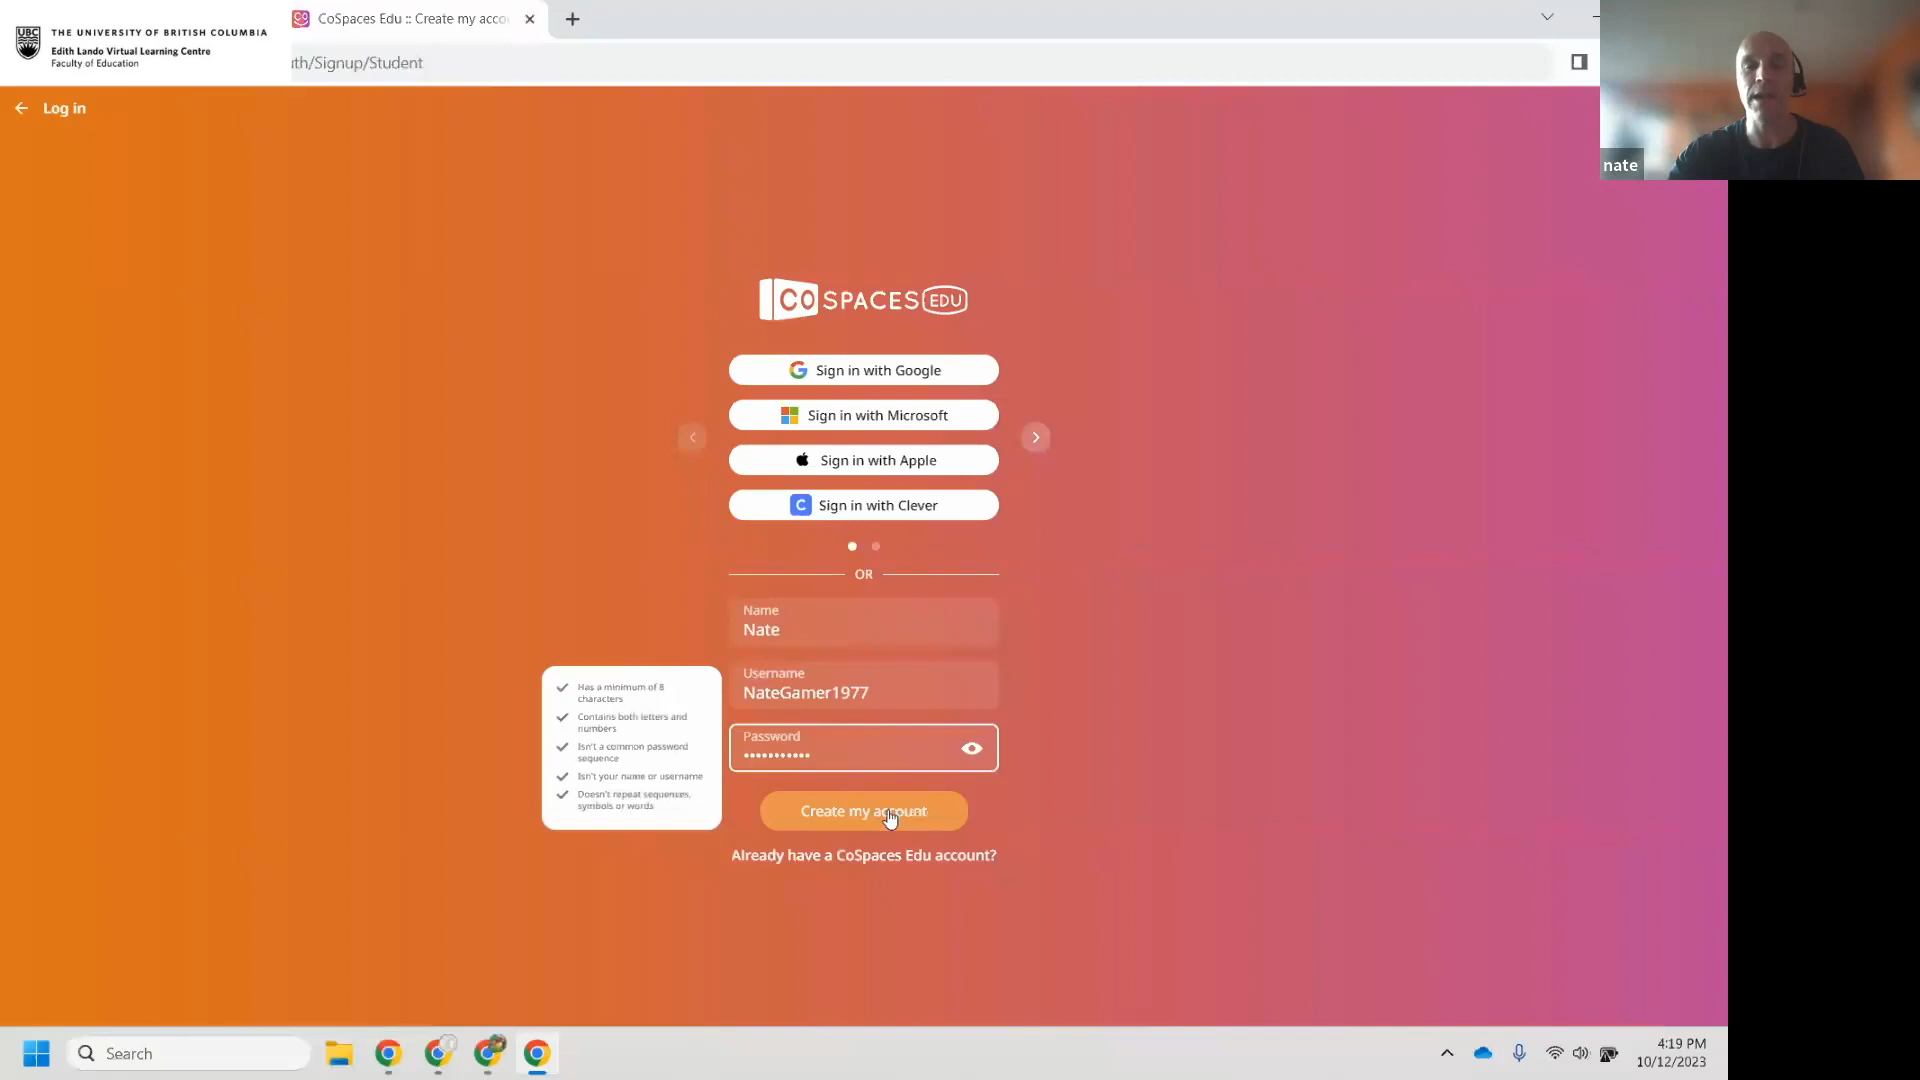 UBC
THE UNIVERSITY OF BRITISH COLUMBIA
Edith Lando Virtual Learning Centre
Faculty of Education
CoSpaces Edu :: Create my acco
th/Signup/Student
nate
Log in
CO SPACES EDU
Sign in with Google
Sign in with Microsoft
Sign in with Apple
C Sign in with Clever
OR
Name
Nate
Username
NateGamer1977
Has a minimum of 8
characters
Contains both letters and
numbers
Isn't a common password
sequence
Isn't your name or username
Doesn't repeat sequences,
symbols or words
Password
Create my account
Already have a CoSpaces Edu account?
Search
4:19 PM
10/12/2023